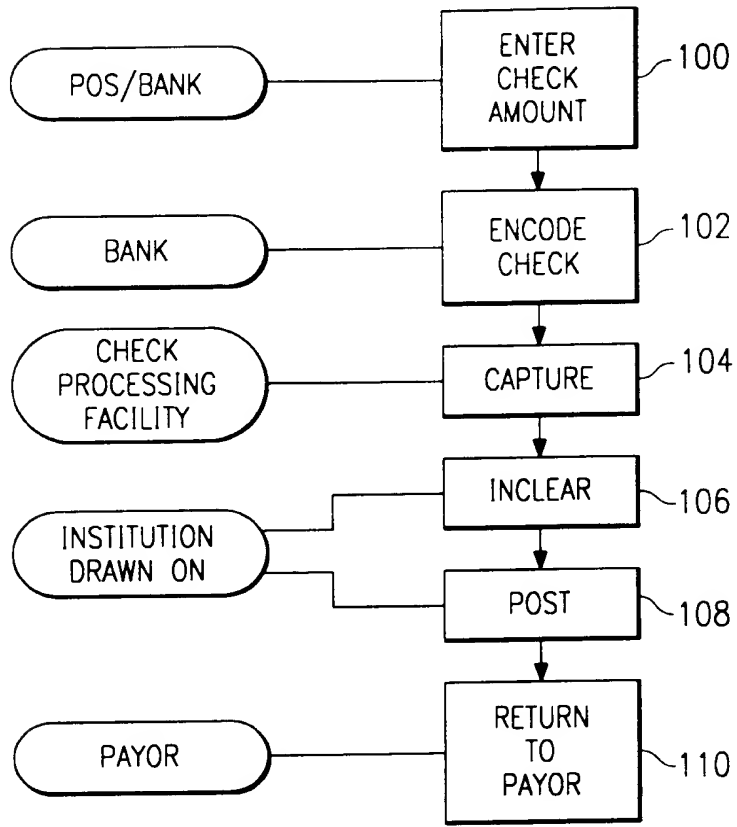 POS/BANK
ENTER
CHECK
AMOUNT
100
BANK
ENCODE
CHECK
102
CHECK
PROCESSING
FACILITY
CAPTURE
104
INCLEAR
106
INSTITUTION
DRAWN ON
POST
108
PAYOR
RETURN
TO
PAYOR
110